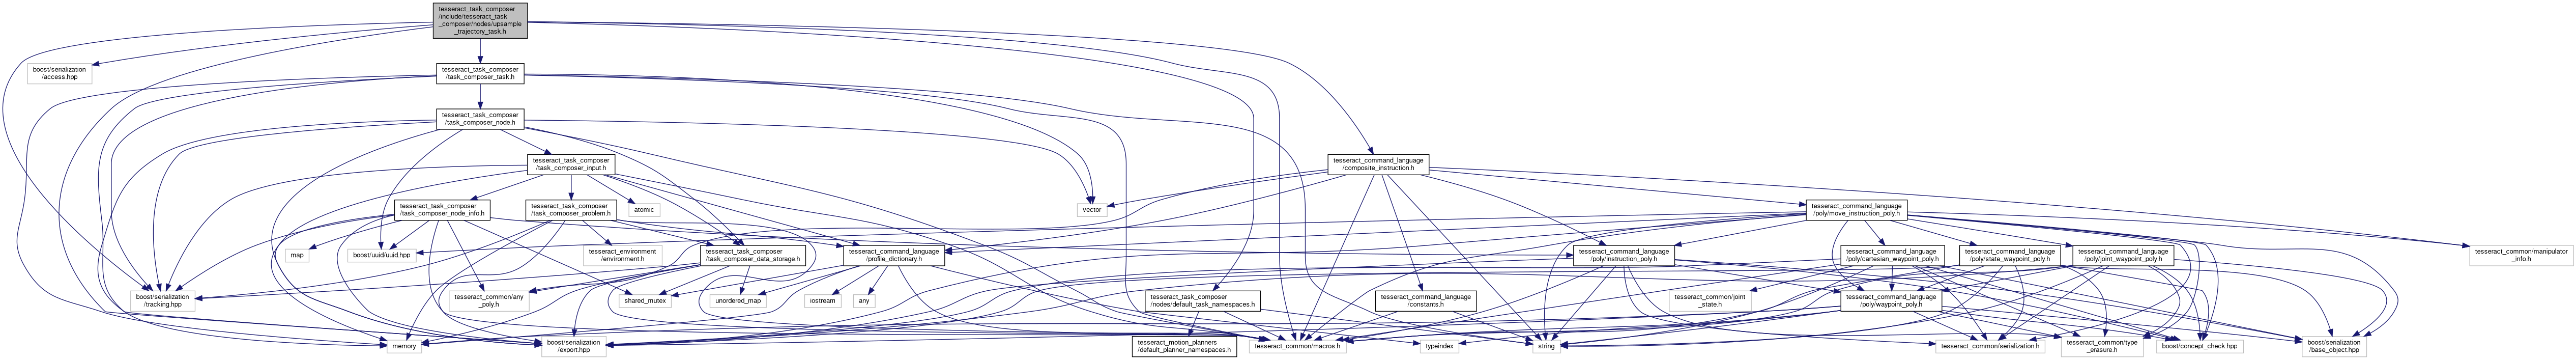 tesseract_task_composer
/include/tesseract_task
_composer/nodes/upsample
_trajectory_task.h
boost/serialization
/access.hpp
tesseract_task_composer
/task_composer_task.h
tesseract_task_composer
/task_composer_node.h
tesseract_task_composer
/task_composer_input.h
tesseract_command_language
/composite_instruction.h
tesseract_task_composer
/task_composer_node_info.h
tesseract_task_composer
/task_composer_problem.h
atomic
vector
tesseract_command_language
/poly/move_instruction_poly.h
map
boost/uuid/uuid.hpp
tesseract_environment
/environment.h
tesseract_task_composer
/task_composer_data_storage.h
tesseract_command_language
/profile_dictionary.h
tesseract_command_language
/poly/instruction_poly.h
tesseract_command_language
/poly/cartesian_waypoint_poly.h
tesseract_command_language
/poly/state_waypoint_poly.h
tesseract_command_language
/poly/joint_waypoint_poly.h
tesseract_common/manipulator
_info.h
boost/serialization
/tracking.hpp
tesseract_common/any
_poly.h
shared_mutex
unordered_map
iostream
any
tesseract_task_composer
/nodes/default_task_namespaces.h
tesseract_command_language
/constants.h
tesseract_common/joint
_state.h
tesseract_command_language
/poly/waypoint_poly.h
memory
boost/serialization
/export.hpp
tesseract_motion_planners
/default_planner_namespaces.h
tesseract_common/macros.h
typeindex
string
tesseract_common/serialization.h
tesseract_common/type
_erasure.h
boost/concept_check.hpp
boost/serialization
/base_object.hpp